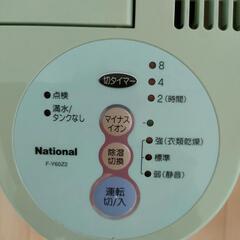 切タイマー
8
4
2(時間)
点検
満水/
タンクなし
マイナス
イオン
National
F-Y60Z2
除湿
切換
強(衣類乾燥)
標準
弱(静音)
運転
切/入